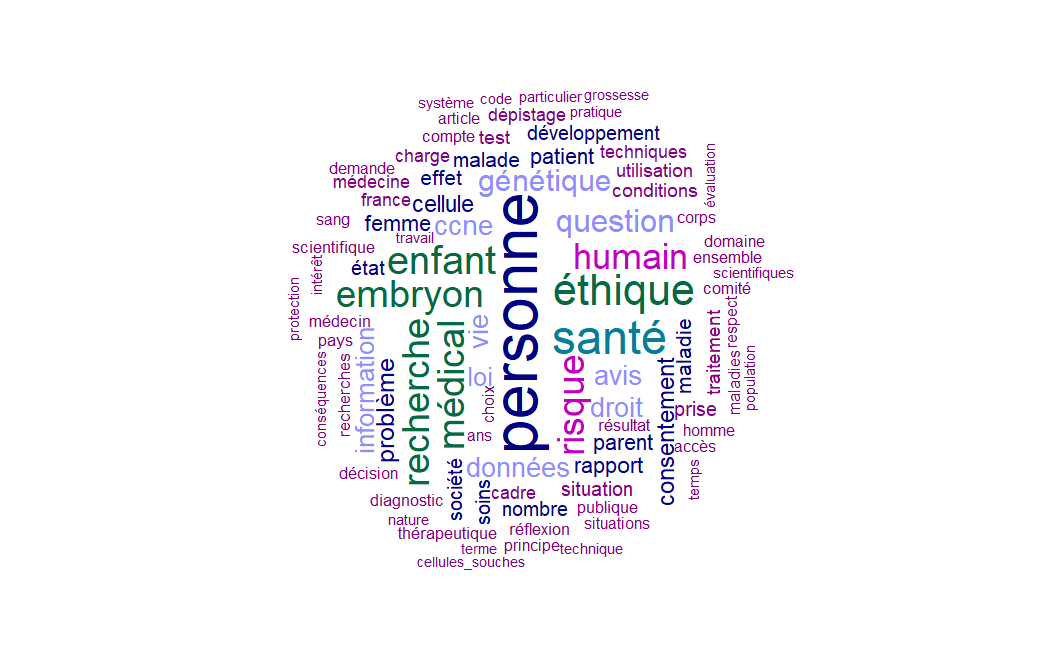 système
code
particulier
grossesse
article
dépistage
pratique
compte
test
développement
charge
malade
patient
techniques
demande
médecine
effet
génétique
utilisation
évaluation
france
cellule
conditions
sang
femme
ccne
question
corps
travail
scientifique
enfant
personne
humain
domaine
ensemble
intérêt
état
embryon
éthique
scientifiques
comité
protection
médecin
vie
santé
respect
pays
information
recherche
médical
maladie
traitement
conséquences
recherches
problème
loi
risque
avis
maladies
population
choix
droit
consentement
prise
ans
résultat
homme
parent
accès
décision
données
rapport
temps
société
soins
cadre
situation
diagnostic
nombre
publique
nature
réflexion
situations
thérapeutique
terme
principe
technique
cellules_souches